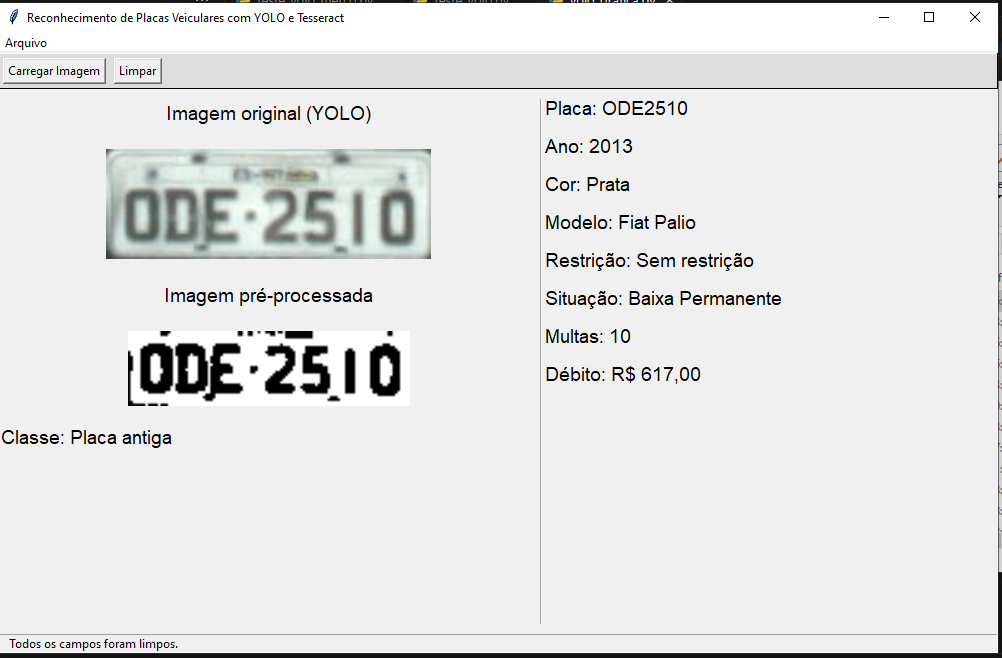 Reconhecimento de Placas Veiculares com YOLO e Tesseract
Arquivo
Carregar Imagem Limpar
Imagem original (YOLO)
ODE·2510
Imagem pré-processada
ODE·2510
Classe: Placa antiga
Placa: ODE2510
Ano: 2013
Cor: Prata
Modelo: Fiat Palio
Restrição: Sem restrição
Situação: Baixa Permanente
Multas: 10
Débito: R$ 617,00
Todos os campos foram limpos.